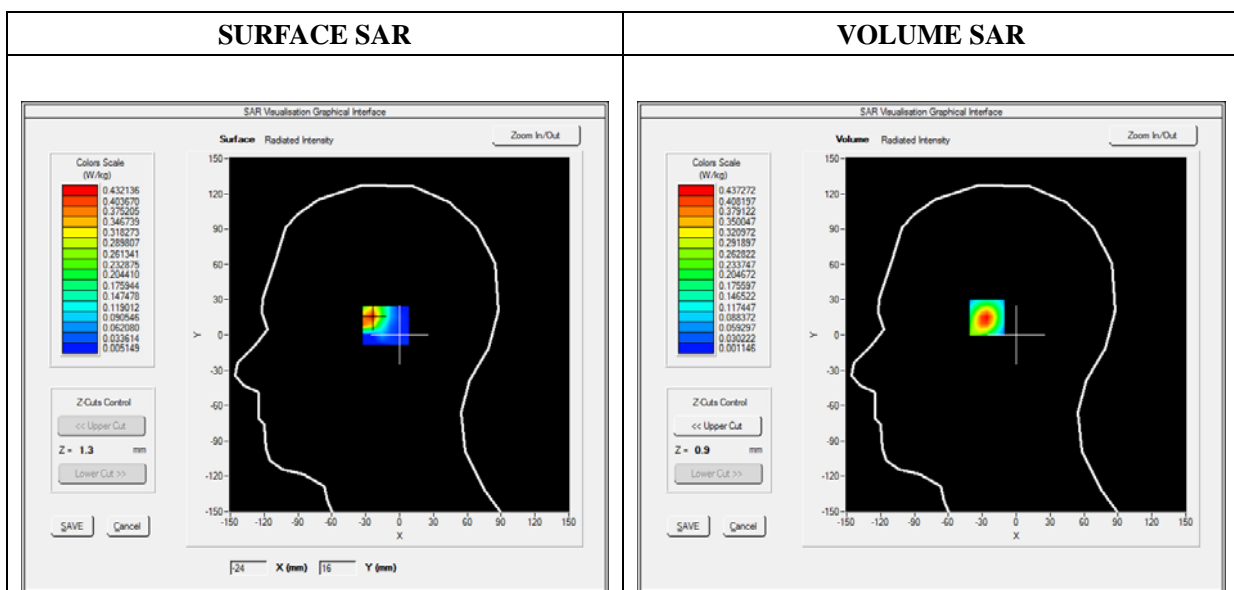 SURFACE SAR
VOLUME SAR
SAR Visualisation Graphical Interface
Surface Radiated Intensity
Zoom In/Out
Colors Scale
(W/kg)
0.432136
0.403670
0.375205
0.346739
0.318273
0.289807
0.261341
0.232875
0.204410
0.175944
0.147478
0.119012
0.090546
0.062080
0.033614
0.005149
Z-Cuts Control
<< Upper Cut
Z = 1.3 mm
Lower Cut >>
SAVE Cancel
150
120
90
60
30
0
-30
-60
-90
-120
-150
Y
-150 -120 -90 -60 -30 0 30 60 90 120 150
X
-24 X (mm) 16 Y (mm)
SAR Visualisation Graphical Interface
Volume Radiated Intensity
Zoom In/Out
Colors Scale
(W/kg)
0.437272
0.408197
0.379122
0.350047
0.320972
0.291897
0.262822
0.233747
0.204672
0.175597
0.146522
0.117447
0.088372
0.059297
0.030222
0.001146
Z-Cuts Control
<< Upper Cut
Z = 0.9 mm
Lower Cut >>
SAVE Cancel
150
120
90
60
30
0
-30
-60
-90
-120
-150
Y
-150 -120 -90 -60 -30 0 30 60 90 120 150
X